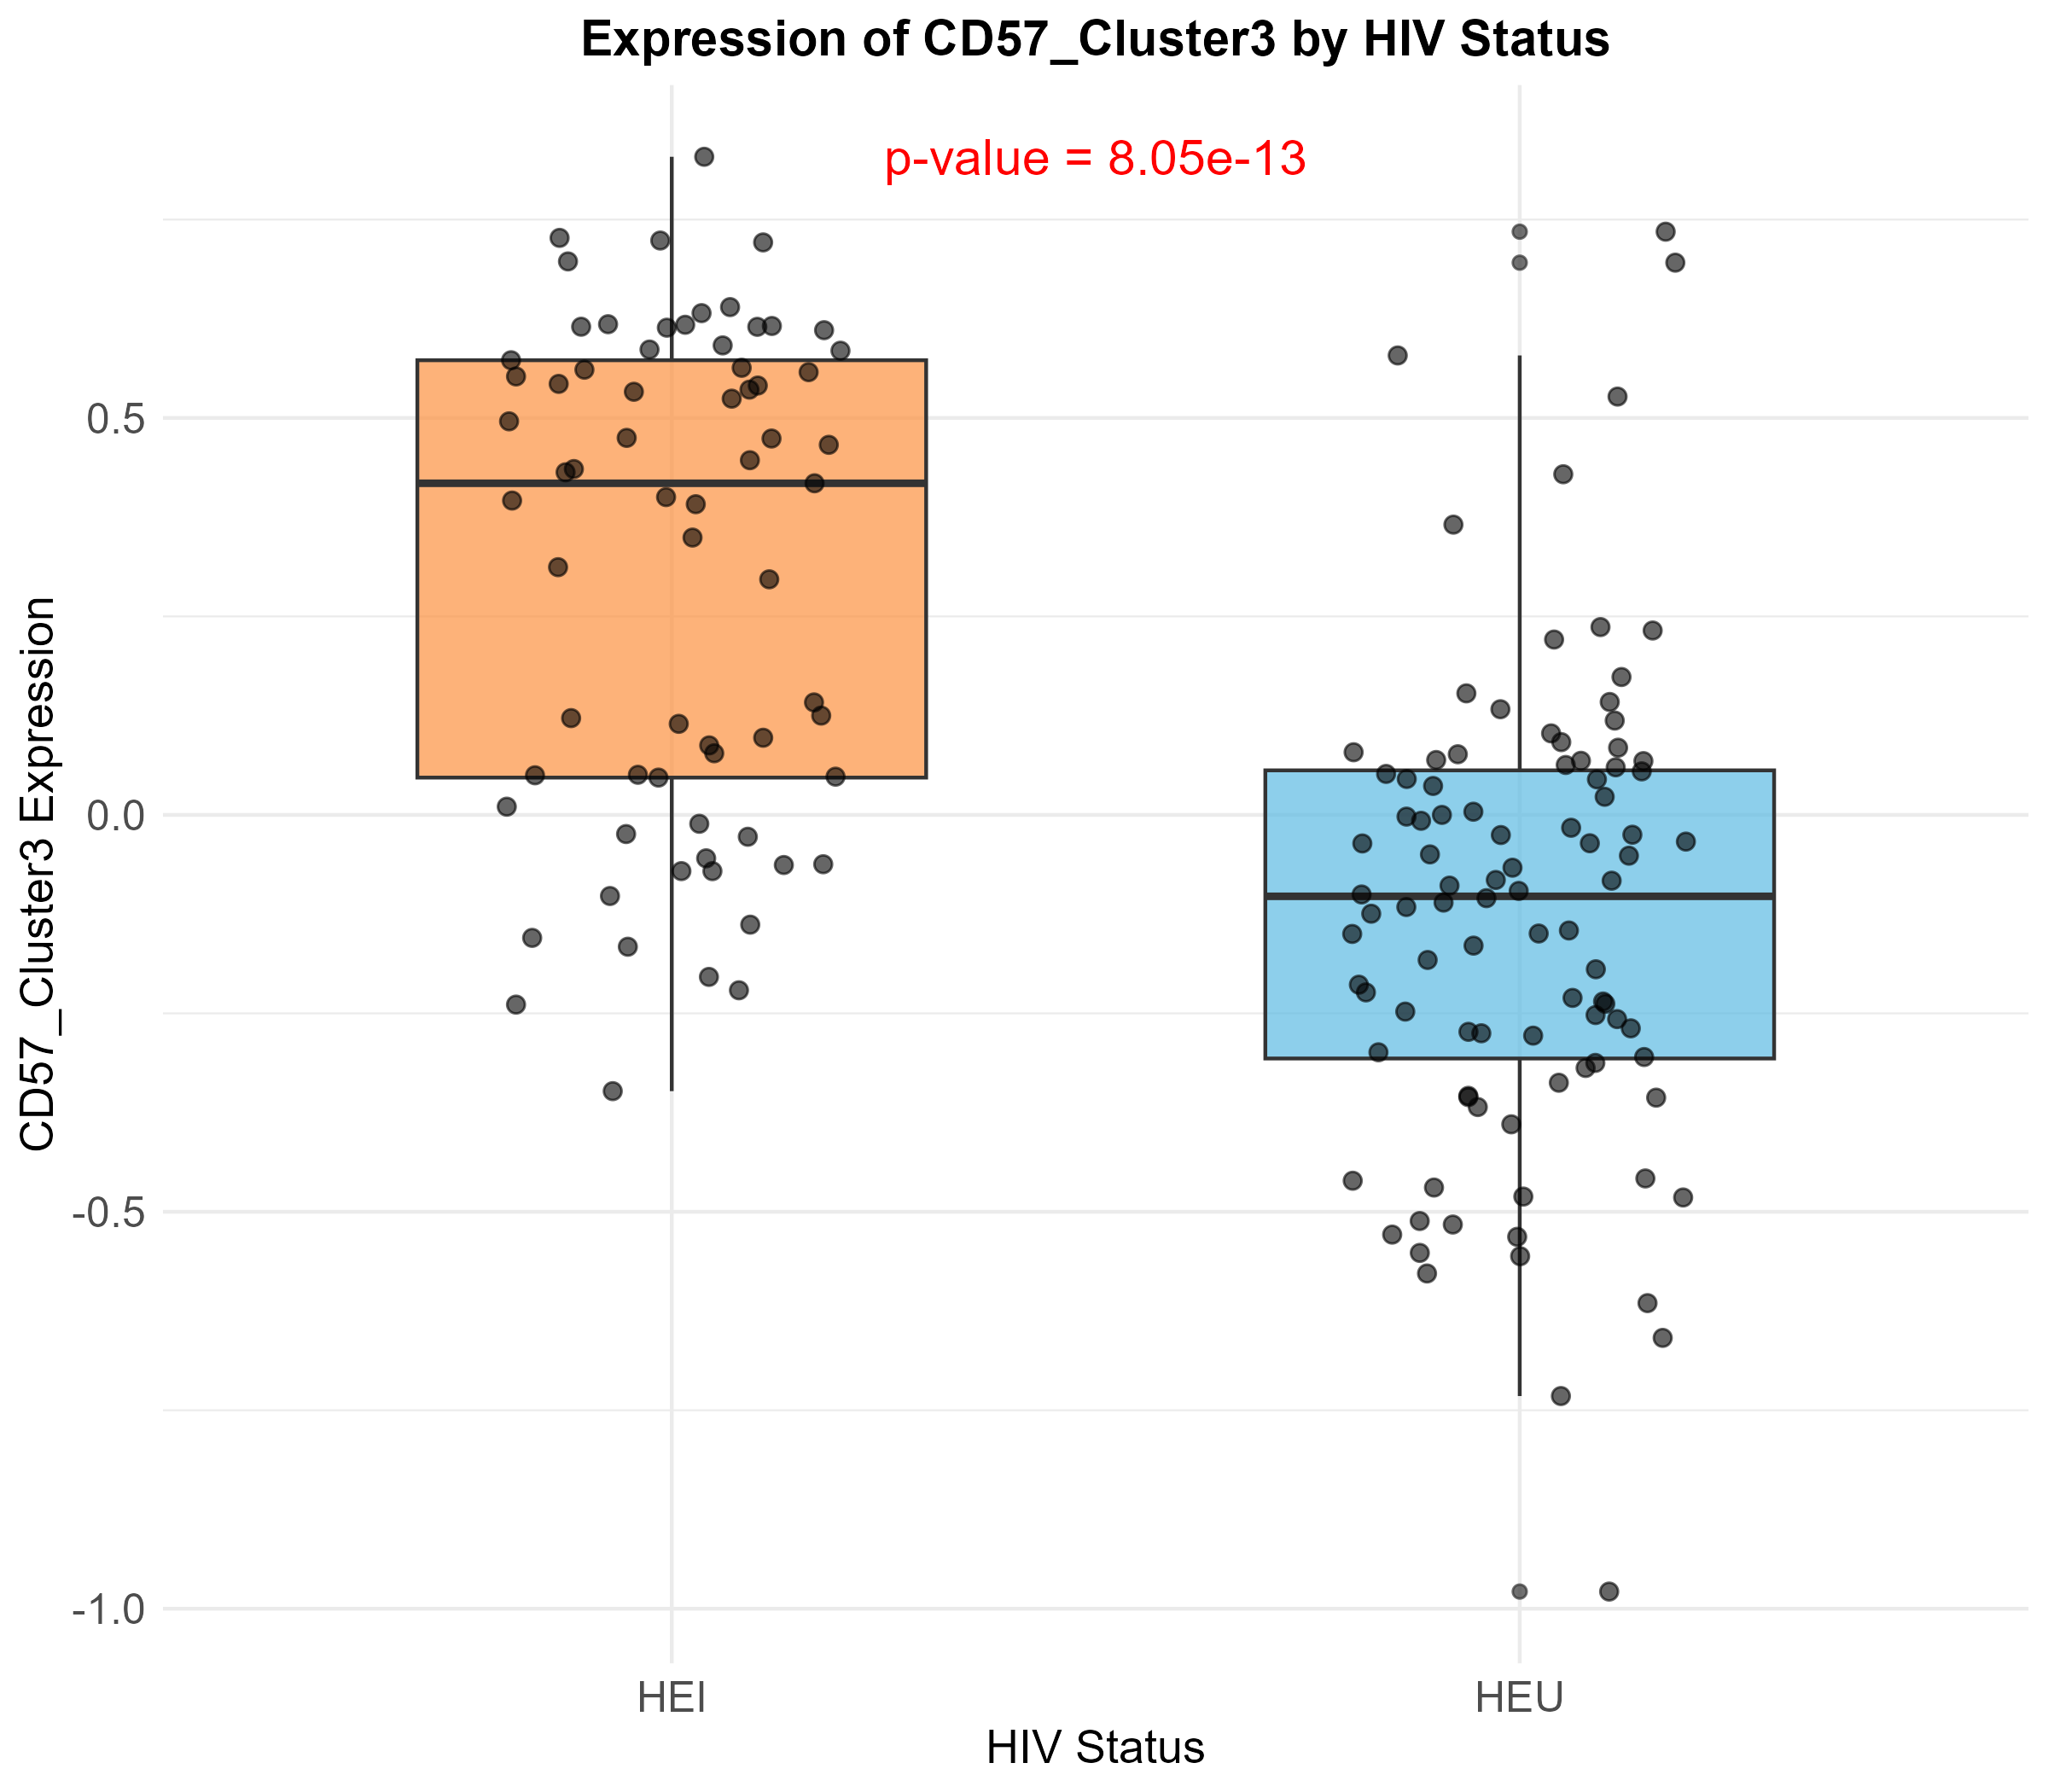 Expression of CD57_Cluster3 by HIV Status
p-value = 8.05e-13
CD57_Cluster3 Expression
0.5
0.0
-0.5
-1.0
HEI
HEU
HIV Status